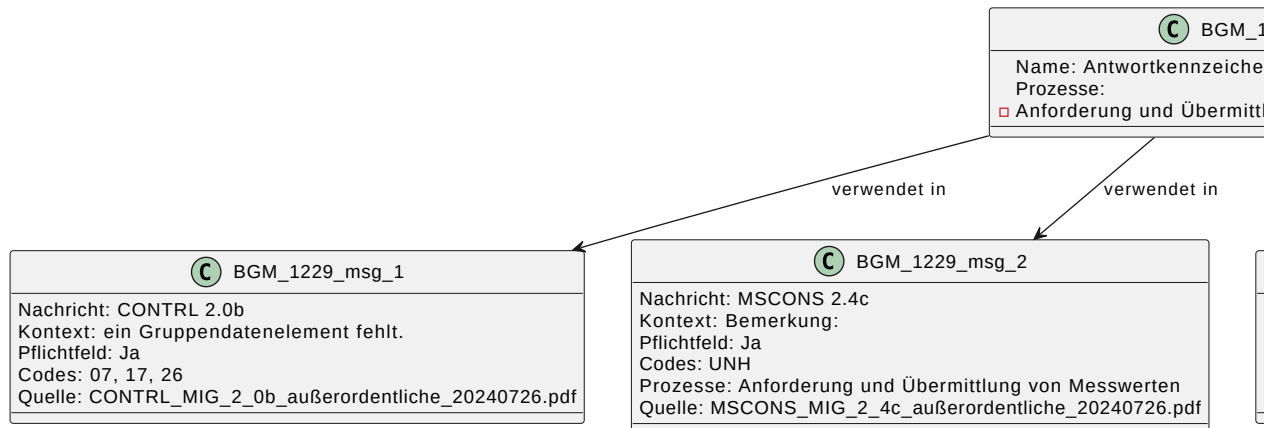 C BGM_1
Name: Antwortkennzeiche
Prozesse:
Anforderung und Übermittl
verwendet in
verwendet in
C BGM_1229_msg_1
Nachricht: CONTRL 2.0b
Kontext: ein Gruppendatenelement fehlt.
Pflichtfeld: Ja
Codes: 07, 17, 26
Quelle: CONTRL_MIG_2_0b_außerordentliche_20240726.pdf
C BGM_1229_msg_2
Nachricht: MSCONS 2.4c
Kontext: Bemerkung:
Pflichtfeld: Ja
Codes: UNH
Prozesse: Anforderung und Übermittlung von Messwerten
Quelle: MSCONS_MIG_2_4c_außerordentliche_20240726.pdf